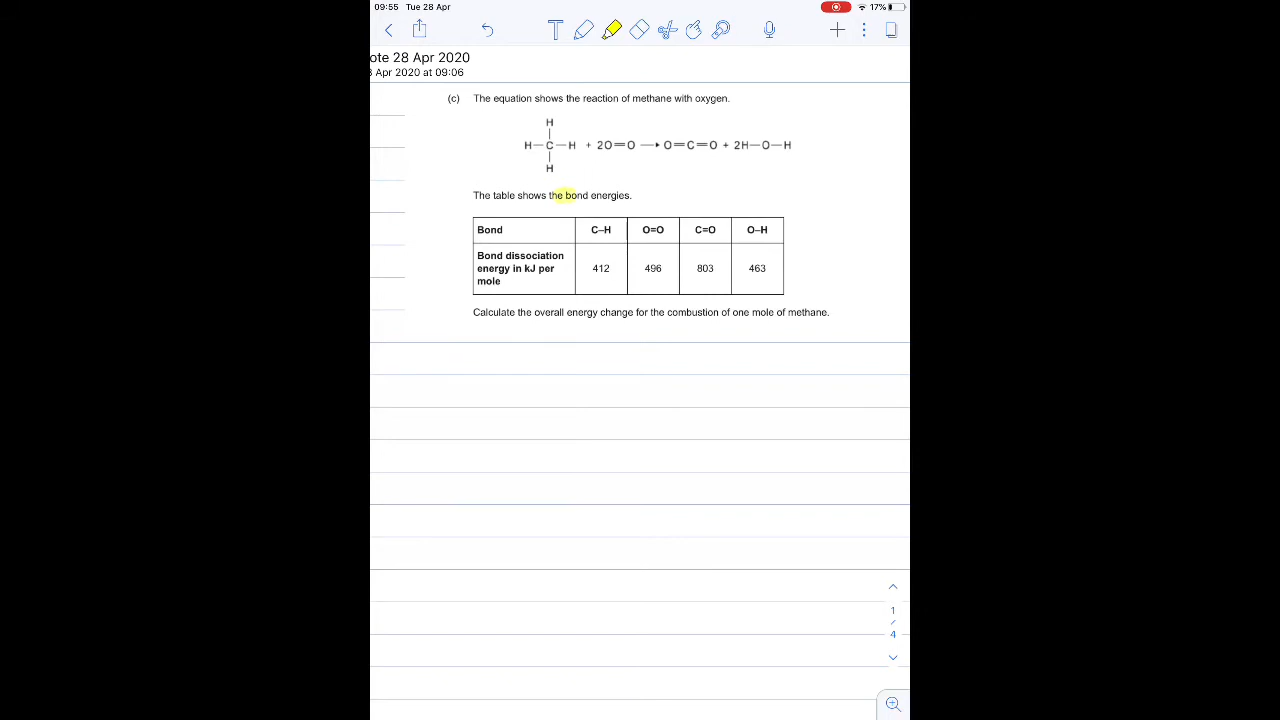 09:55 Tue 28 Apr
17%
T
ote 28 Apr 2020
Apr 2020 at 09:06
(c) The equation shows the reaction of methane with oxygen.
H
H—C—H + 2O=O → O=C=O + 2H—O—H
H
The table shows the bond energies.
Bond C–H O=O C=O O–H
Bond dissociation
energy in kJ per 412 496 803 463
mole
Calculate the overall energy change for the combustion of one mole of methane.
1
/
4